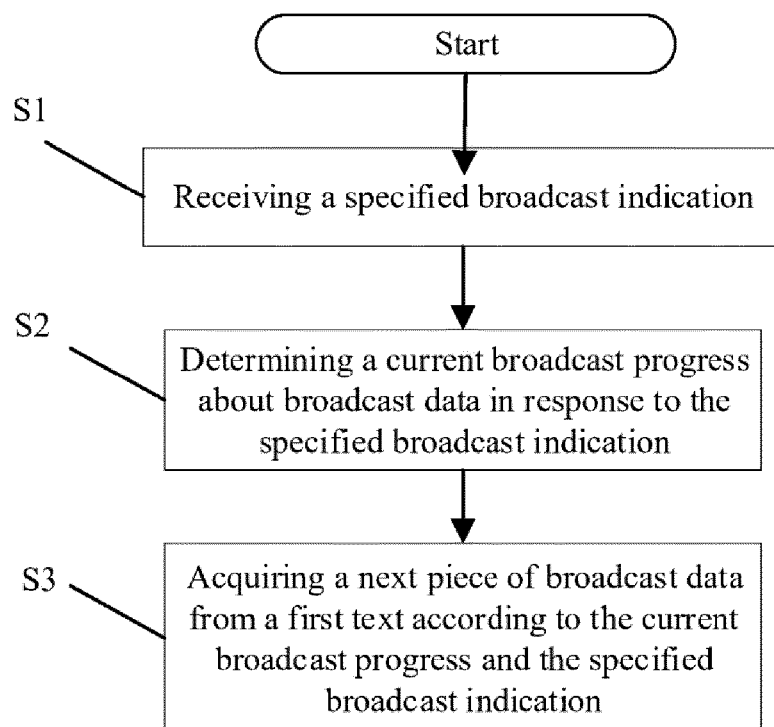 Start
S1
Receiving a specified broadcast indication
S2
Determining a current broadcast progress
about broadcast data in response to the
specified broadcast indication
S3
Acquiring a next piece of broadcast data
from a first text according to the current
broadcast progress and the specified
broadcast indication